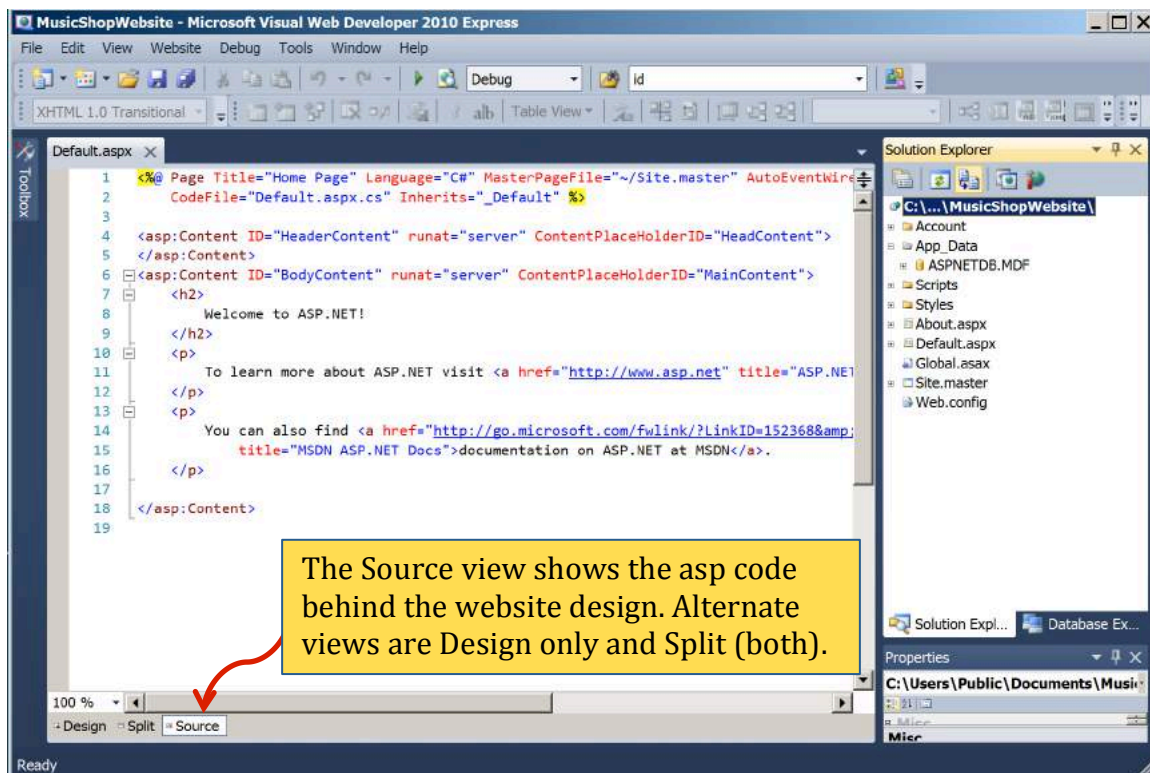 MusicShopWebsite - Microsoft Visual Web Developer 2010 Express
File Edit View Website Debug Tools Window Help
Debug id
XHTML 1.0 Transitional Table View
Toolbox
Default.aspx
1 <%@ Page Title="Home Page" Language="C#" MasterPageFile="~/Site.master" AutoEventWire
2 CodeFile="Default.aspx.cs" Inherits="_Default" %>
3
4 <asp:Content ID="HeaderContent" runat="server" ContentPlaceHolderID="HeadContent">
5 </asp:Content>
6 <asp:Content ID="BodyContent" runat="server" ContentPlaceHolderID="MainContent">
7 <h2>
8 Welcome to ASP.NET!
9 </h2>
10 <p>
11 To learn more about ASP.NET visit <a href="http://www.asp.net" title="ASP.NET
12 </p>
13 <p>
14 You can also find <a href="http://go.microsoft.com/fwlink/?LinkID=152368&amp;
15 title="MSDN ASP.NET Docs">documentation on ASP.NET at MSDN</a>.
16 </p>
17
18 </asp:Content>
19
The Source view shows the asp code
behind the website design. Alternate
views are Design only and Split (both).
100 %
Design Split Source
Solution Explorer
C:\...\MusicShopWebsite\
Account
App_Data
ASPNETDB.MDF
Scripts
Styles
About.aspx
Default.aspx
Global.asax
Site.master
Web.config
Solution Expl... Database Ex...
Properties
C:\Users\Public\Documents\Musi
Misc
Misc
Ready